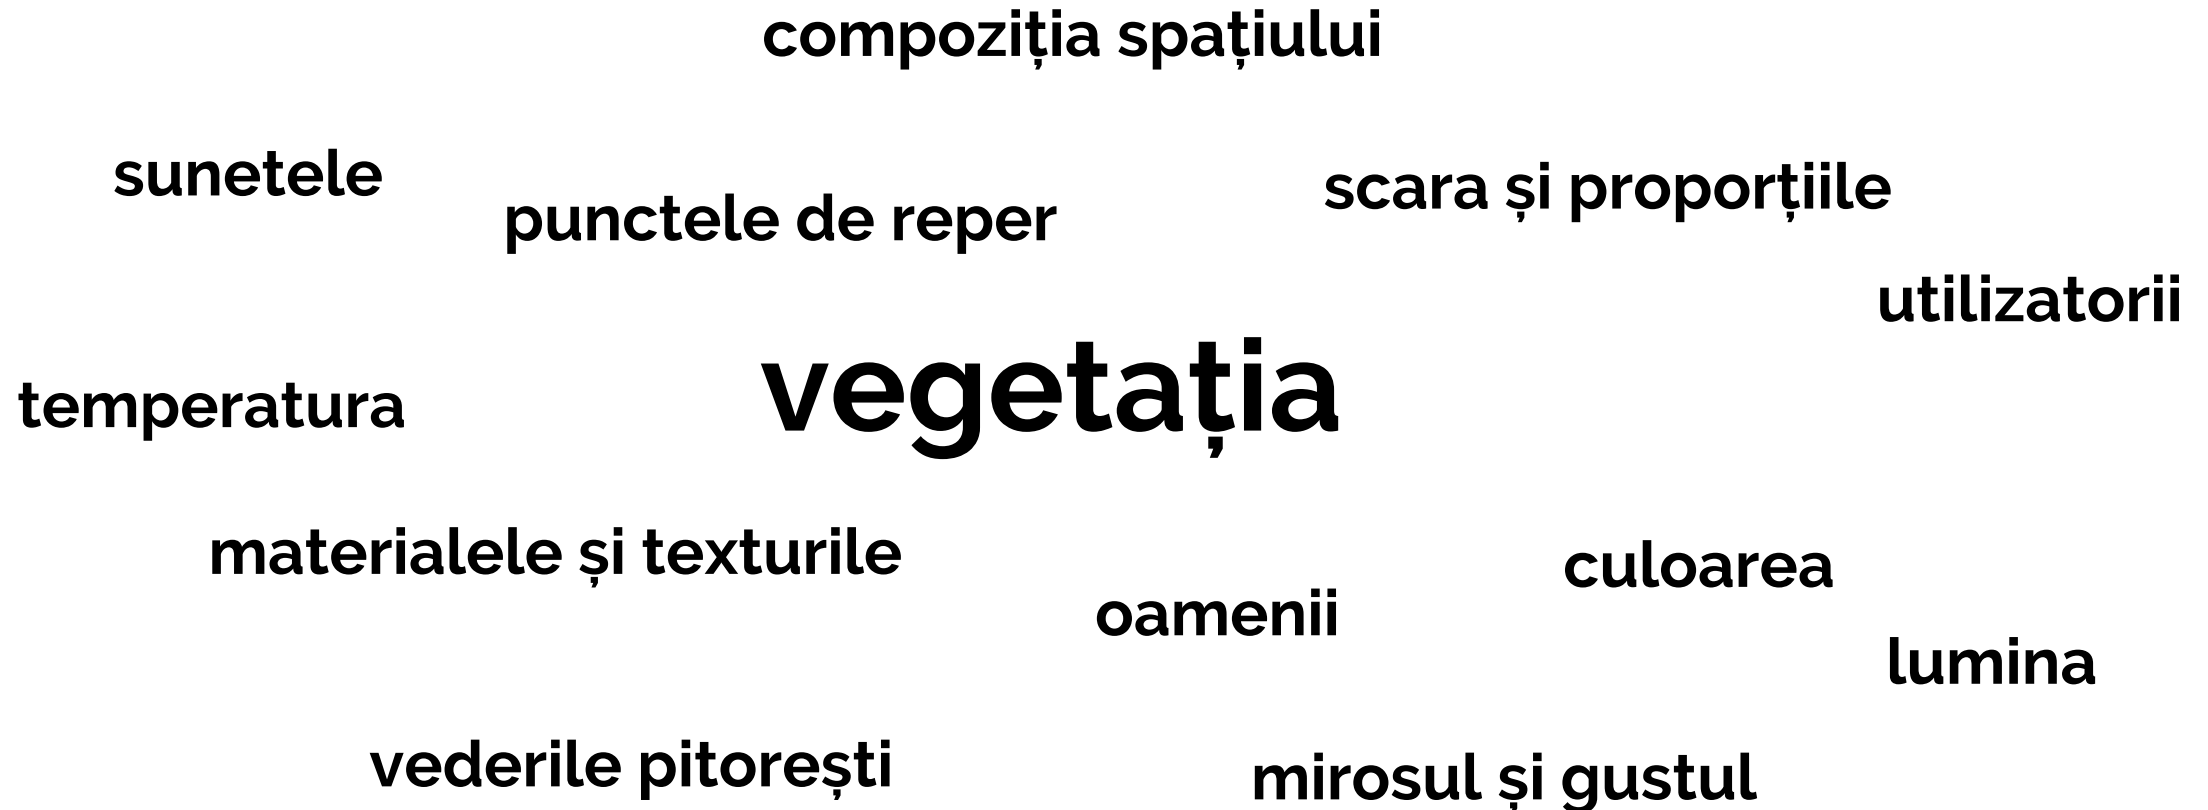 compoziția spațiului
sunetele
scara și proporțiile
punctele de reper
utilizatorii
vegetația
temperatura
materialele și texturile
culoarea
oamenii
lumina
vederile pitorești
mirosul și gustul